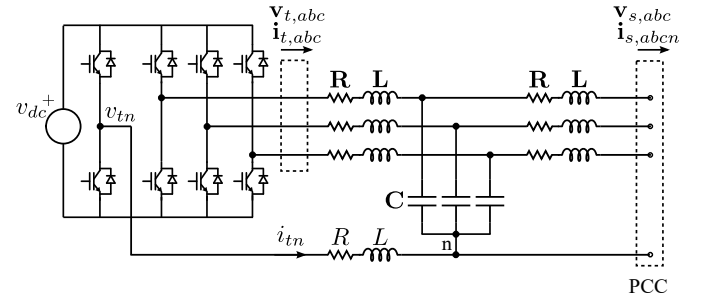 v_{t,abc} v_{s,abc}
i_{t,abc} i_{s,abcn}
R L R L
v_{dc} + v_{tn}
C
i_{tn} R L n
PCC